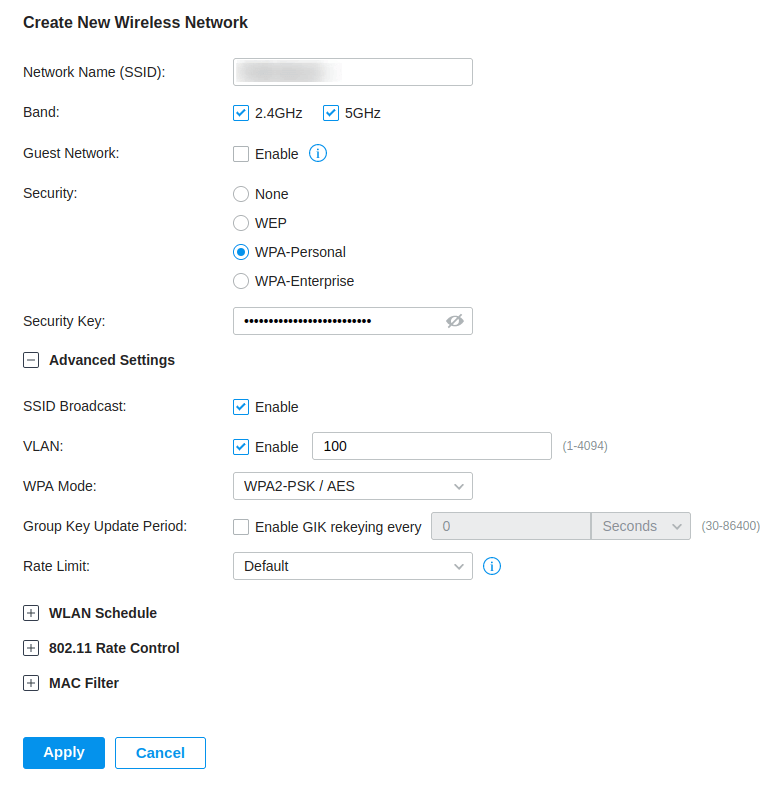 Create New Wireless Network
Network Name (SSID):
Band: 2.4GHz 5GHz
Guest Network: Enable
Security: None
WEP
WPA-Personal
WPA-Enterprise
Security Key: ••••••••••••••••••••••••••
Advanced Settings
SSID Broadcast: Enable
VLAN: Enable 100 (1-4094)
WPA Mode: WPA2-PSK / AES
Group Key Update Period: Enable GIK rekeying every 0 Seconds (30-86400)
Rate Limit: Default
WLAN Schedule
802.11 Rate Control
MAC Filter
Apply Cancel